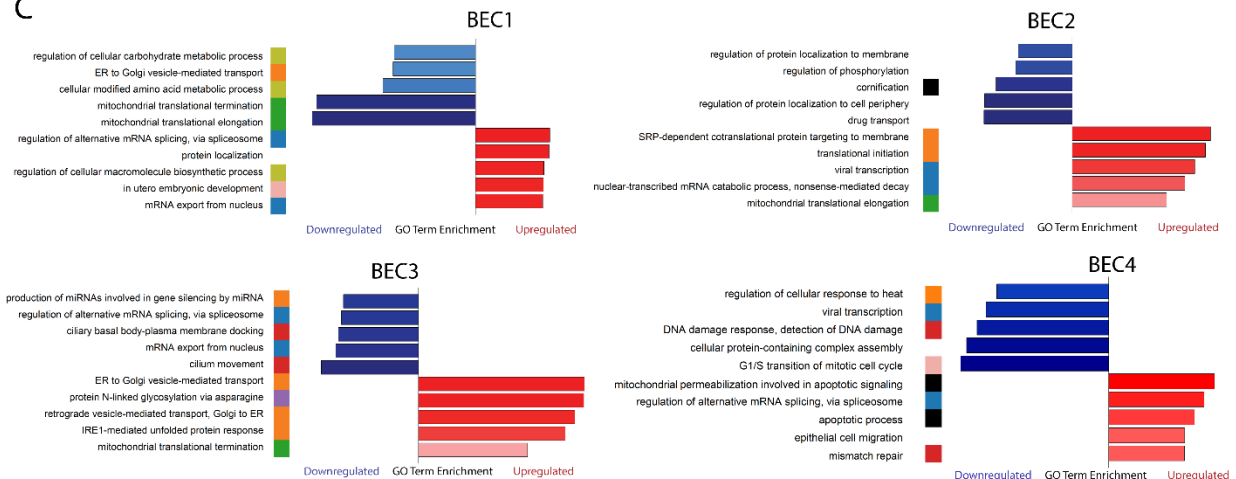 C
BEC1
regulation of cellular carbohydrate metabolic process
ER to Golgi vesicle-mediated transport
cellular modified amino acid metabolic process
mitochondrial translational termination
mitochondrial translational elongation
regulation of alternative mRNA splicing, via spliceosome
protein localization
regulation of cellular macromolecule biosynthetic process
in utero embryonic development
mRNA export from nucleus
Downregulated GO Term Enrichment Upregulated
BEC2
regulation of protein localization to membrane
regulation of phosphorylation
cornification
regulation of protein localization to cell periphery
drug transport
SRP-dependent cotranslational protein targeting to membrane
translational initiation
viral transcription
nuclear-transcribed mRNA catabolic process, nonsense-mediated decay
mitochondrial translational elongation
Downregulated GO Term Enrichment Upregulated
BEC3
production of miRNAs involved in gene silencing by miRNA
regulation of alternative mRNA splicing, via spliceosome
ciliary basal body-plasma membrane docking
mRNA export from nucleus
cilium movement
ER to Golgi vesicle-mediated transport
protein N-linked glycosylation via asparagine
retrograde vesicle-mediated transport, Golgi to ER
IRE1-mediated unfolded protein response
mitochondrial translational termination
Downregulated GO Term Enrichment Upregulated
BEC4
regulation of cellular response to heat
viral transcription
DNA damage response, detection of DNA damage
cellular protein-containing complex assembly
G1/S transition of mitotic cell cycle
mitochondrial permeabilization involved in apoptotic signaling
regulation of alternative mRNA splicing, via spliceosome
apoptotic process
epithelial cell migration
mismatch repair
Downregulated GO Term Enrichment Upregulated